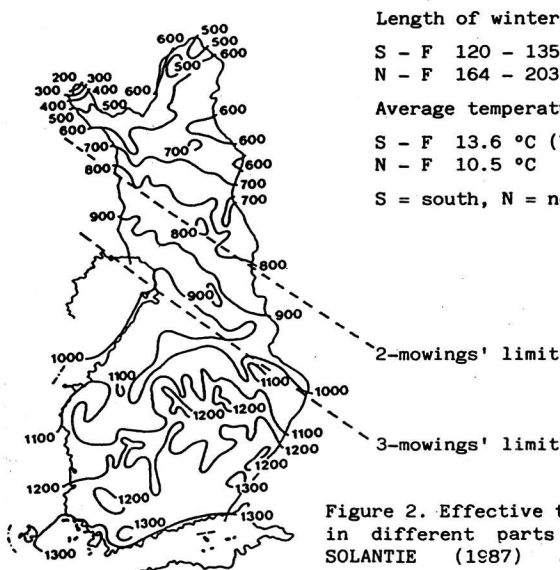 Length of winter
S - F 120 - 135
N - F 164 - 203
Average temperat
S - F 13.6 °C (
N - F 10.5 °C
S = south, N = n
500
600 500
600
500
200 300 600
300 400
400 500
500
600
600
600
700 700
600
800 700
700
900
800
800
900
900
1000
2-mowings' limit
1100 1100
1000
1200 1200
1100 1100
1200
3-mowings' limit
1200
1200
1200 1300
1300 1300
1300
Figure 2. Effective t
in different parts
SOLANTIE (1987)